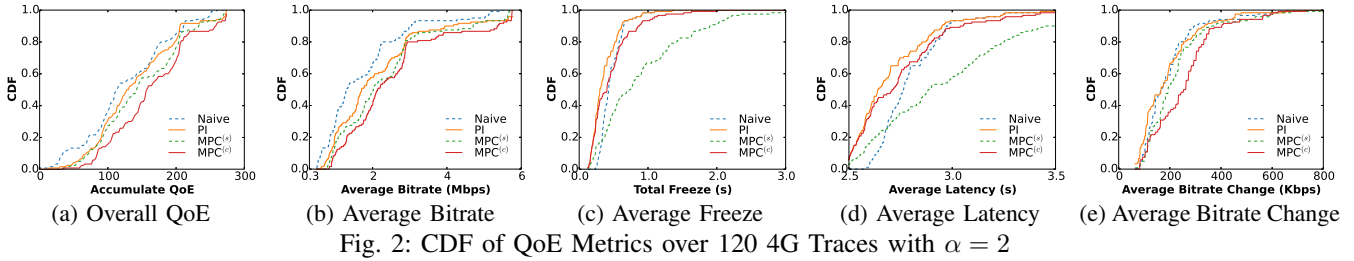 1.0
0.8
0.6
0.4
0.2
0.0
CDF
Naive
PI
MPC(s)
MPC(c)
0 100 200 300
Accumulate QoE
(a) Overall QoE
1.0
0.8
0.6
0.4
0.2
0.0
CDF
Naive
PI
MPC(s)
MPC(c)
0.3 2 4 6
Average Bitrate (Mbps)
(b) Average Bitrate
1.0
0.8
0.6
0.4
0.2
0.0
CDF
Naive
PI
MPC(s)
MPC(c)
0.0 1.0 2.0 3.0
Total Freeze (s)
(c) Average Freeze
1.0
0.8
0.6
0.4
0.2
0.0
CDF
Naive
PI
MPC(s)
MPC(c)
2.5 3.0 3.5
Average Latency (s)
(d) Average Latency
1.0
0.8
0.6
0.4
0.2
0.0
CDF
Naive
PI
MPC(s)
MPC(c)
0 200 400 600 800
Average Bitrate Change (Kbps)
(e) Average Bitrate Change
Fig. 2: CDF of QoE Metrics over 120 4G Traces with α = 2